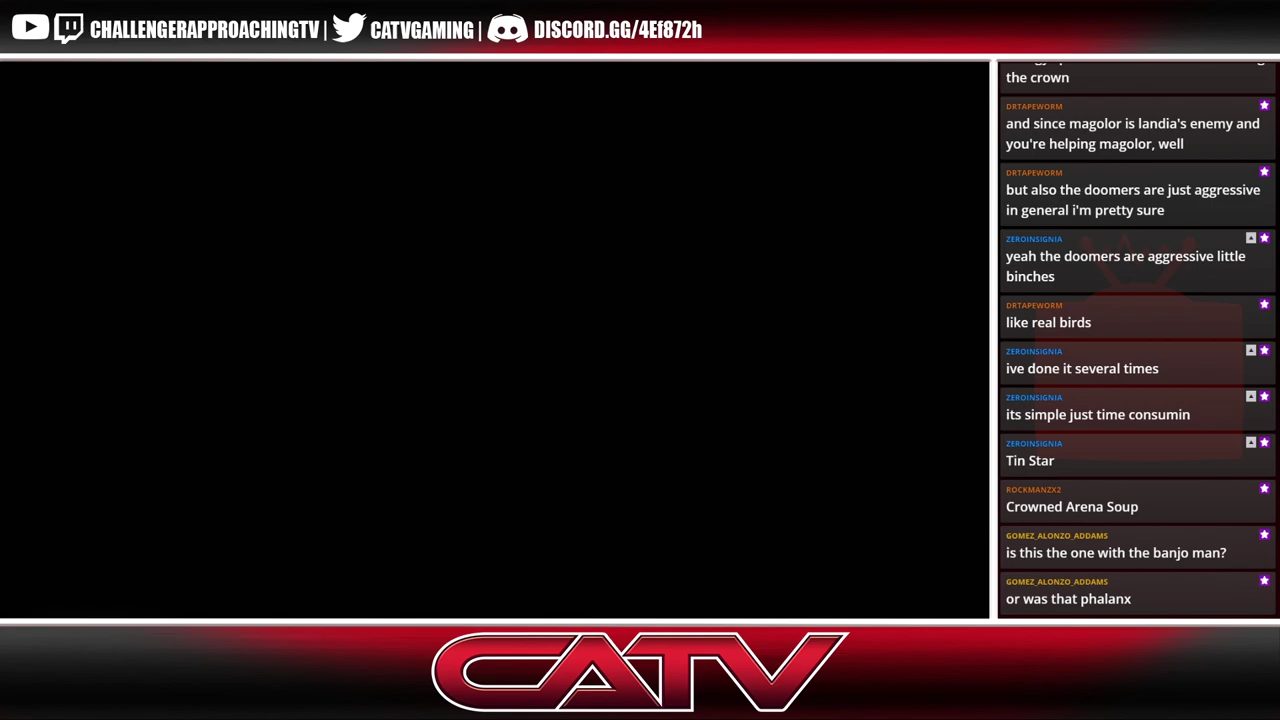 CHALLENGERAPPROACHINGTV | CATVGAMING | DISCORD.GG/4Ef872h
the crown
DRTAPEWORM
and since magolor is landia's enemy and
you're helping magolor, well
DRTAPEWORM
but also the doomers are just aggressive
in general i'm pretty sure
ZEROINSIGNIA
yeah the doomers are aggressive little
binches
DRTAPEWORM
like real birds
ZEROINSIGNIA
ive done it several times
ZEROINSIGNIA
its simple just time consumin
ZEROINSIGNIA
Tin Star
ROCKMANZX2
Crowned Arena Soup
GOMEZ_ALONZO_ADDAMS
is this the one with the banjo man?
GOMEZ_ALONZO_ADDAMS
or was that phalanx
CATV